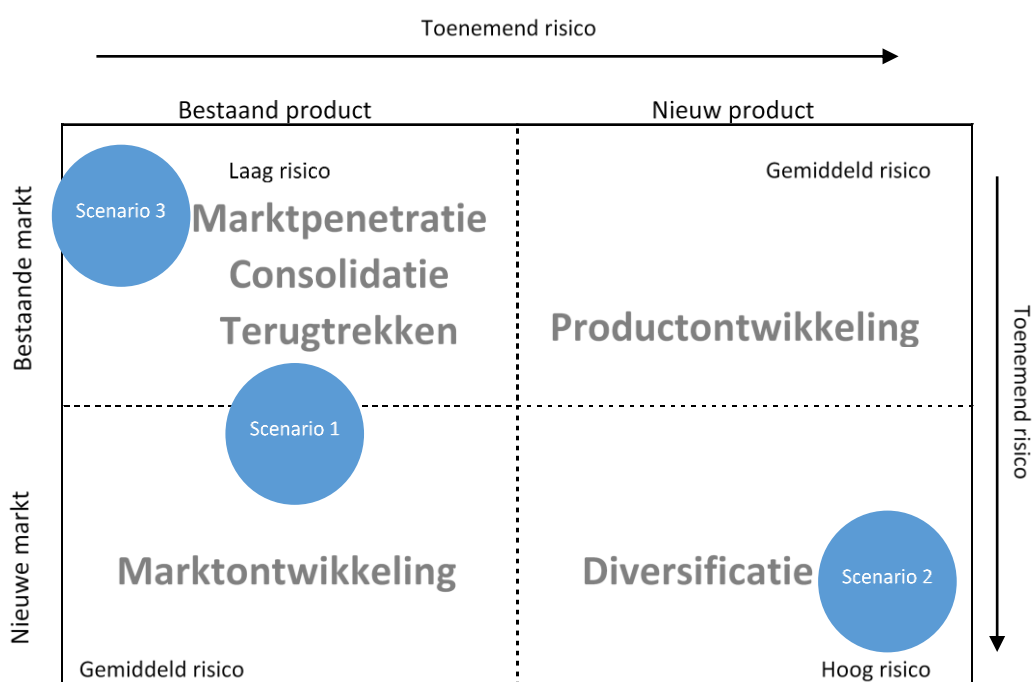 Toenemend risico
Bestaand product
Nieuw product
Bestaande markt
Laag risico
Gemiddeld risico
Scenario 3
Marktpenetratie
Consolidatie
Terugtrekken
Productontwikkeling
Toenemend risico
Scenario 1
Nieuwe markt
Marktontwikkeling
Diversificatie
Scenario 2
Gemiddeld risico
Hoog risico